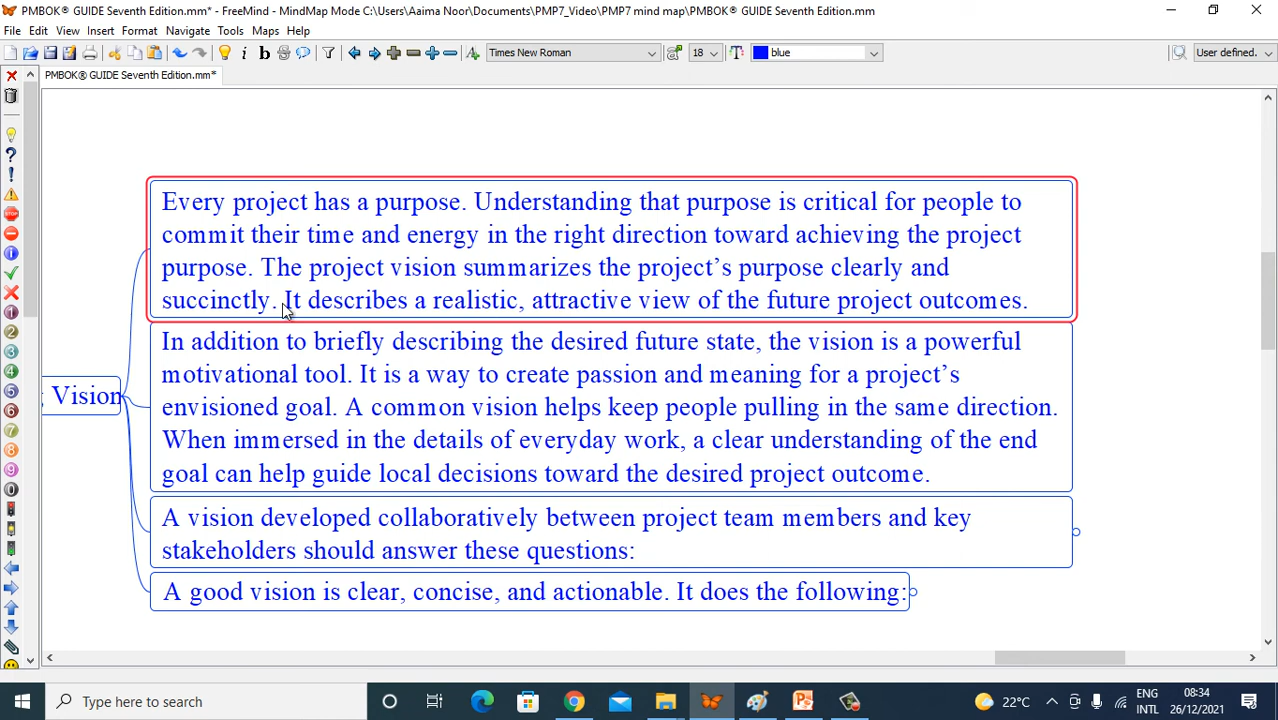 PMBOK® GUIDE Seventh Edition.mm* - FreeMind - MindMap Mode C:\Users\Aaima Noor\Documents\PMP7_Video\PMP7 mind map\PMBOK® GUIDE Seventh Edition.mm
File Edit View Insert Format Navigate Tools Maps Help
Times New Roman 18 blue User defined.
PMBOK® GUIDE Seventh Edition.mm*
Every project has a purpose. Understanding that purpose is critical for people to
commit their time and energy in the right direction toward achieving the project
purpose. The project vision summarizes the project’s purpose clearly and
succinctly. It describes a realistic, attractive view of the future project outcomes.
In addition to briefly describing the desired future state, the vision is a powerful
motivational tool. It is a way to create passion and meaning for a project’s
envisioned goal. A common vision helps keep people pulling in the same direction.
When immersed in the details of everyday work, a clear understanding of the end
goal can help guide local decisions toward the desired project outcome.
Vision
A vision developed collaboratively between project team members and key
stakeholders should answer these questions:
A good vision is clear, concise, and actionable. It does the following:
Type here to search
22°C
ENG
INTL
08:34
26/12/2021